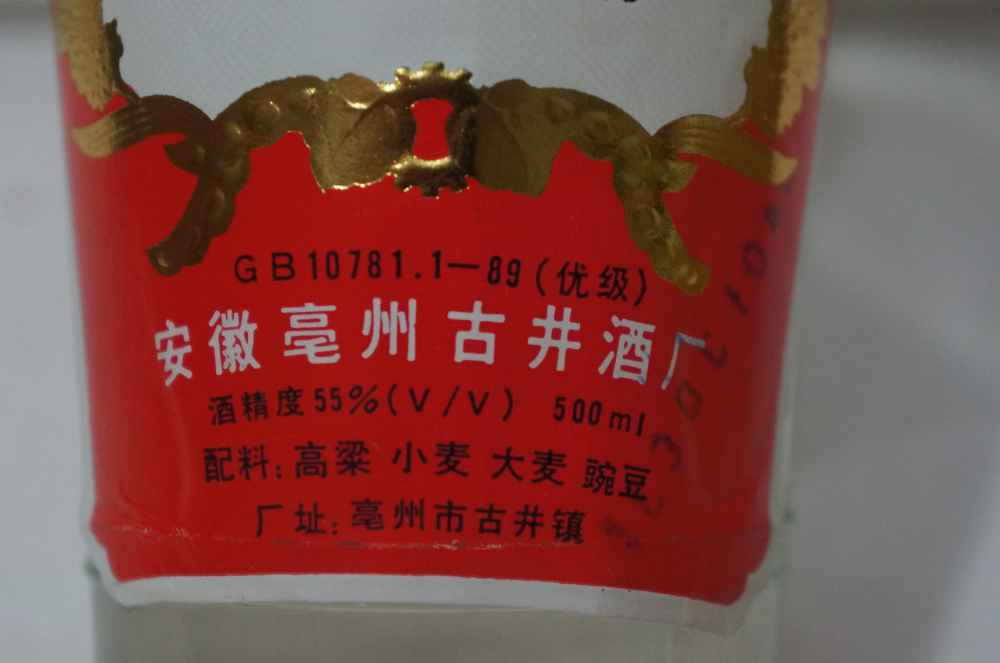 GB10781.1—89(优级)
安徽亳州古井酒厂
酒精度55%(V/V) 500ml
配料:高粱 小麦 大麦 豌豆
厂址:亳州市古井镇